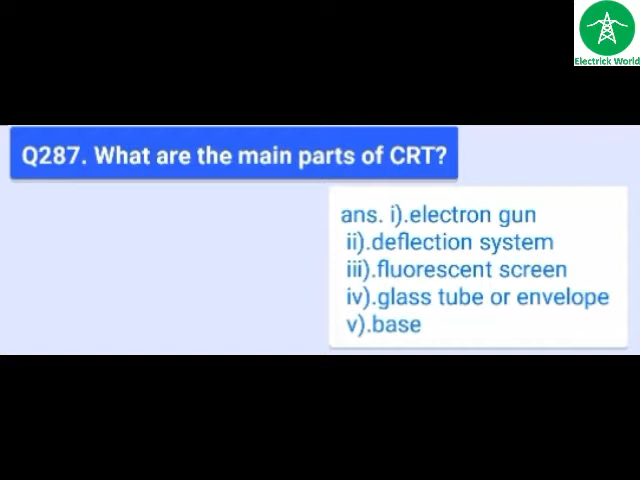 Electrick World
Q287. What are the main parts of CRT?
ans. i).electron gun
ii).deflection system
iii).fluorescent screen
iv).glass tube or envelope
v).base